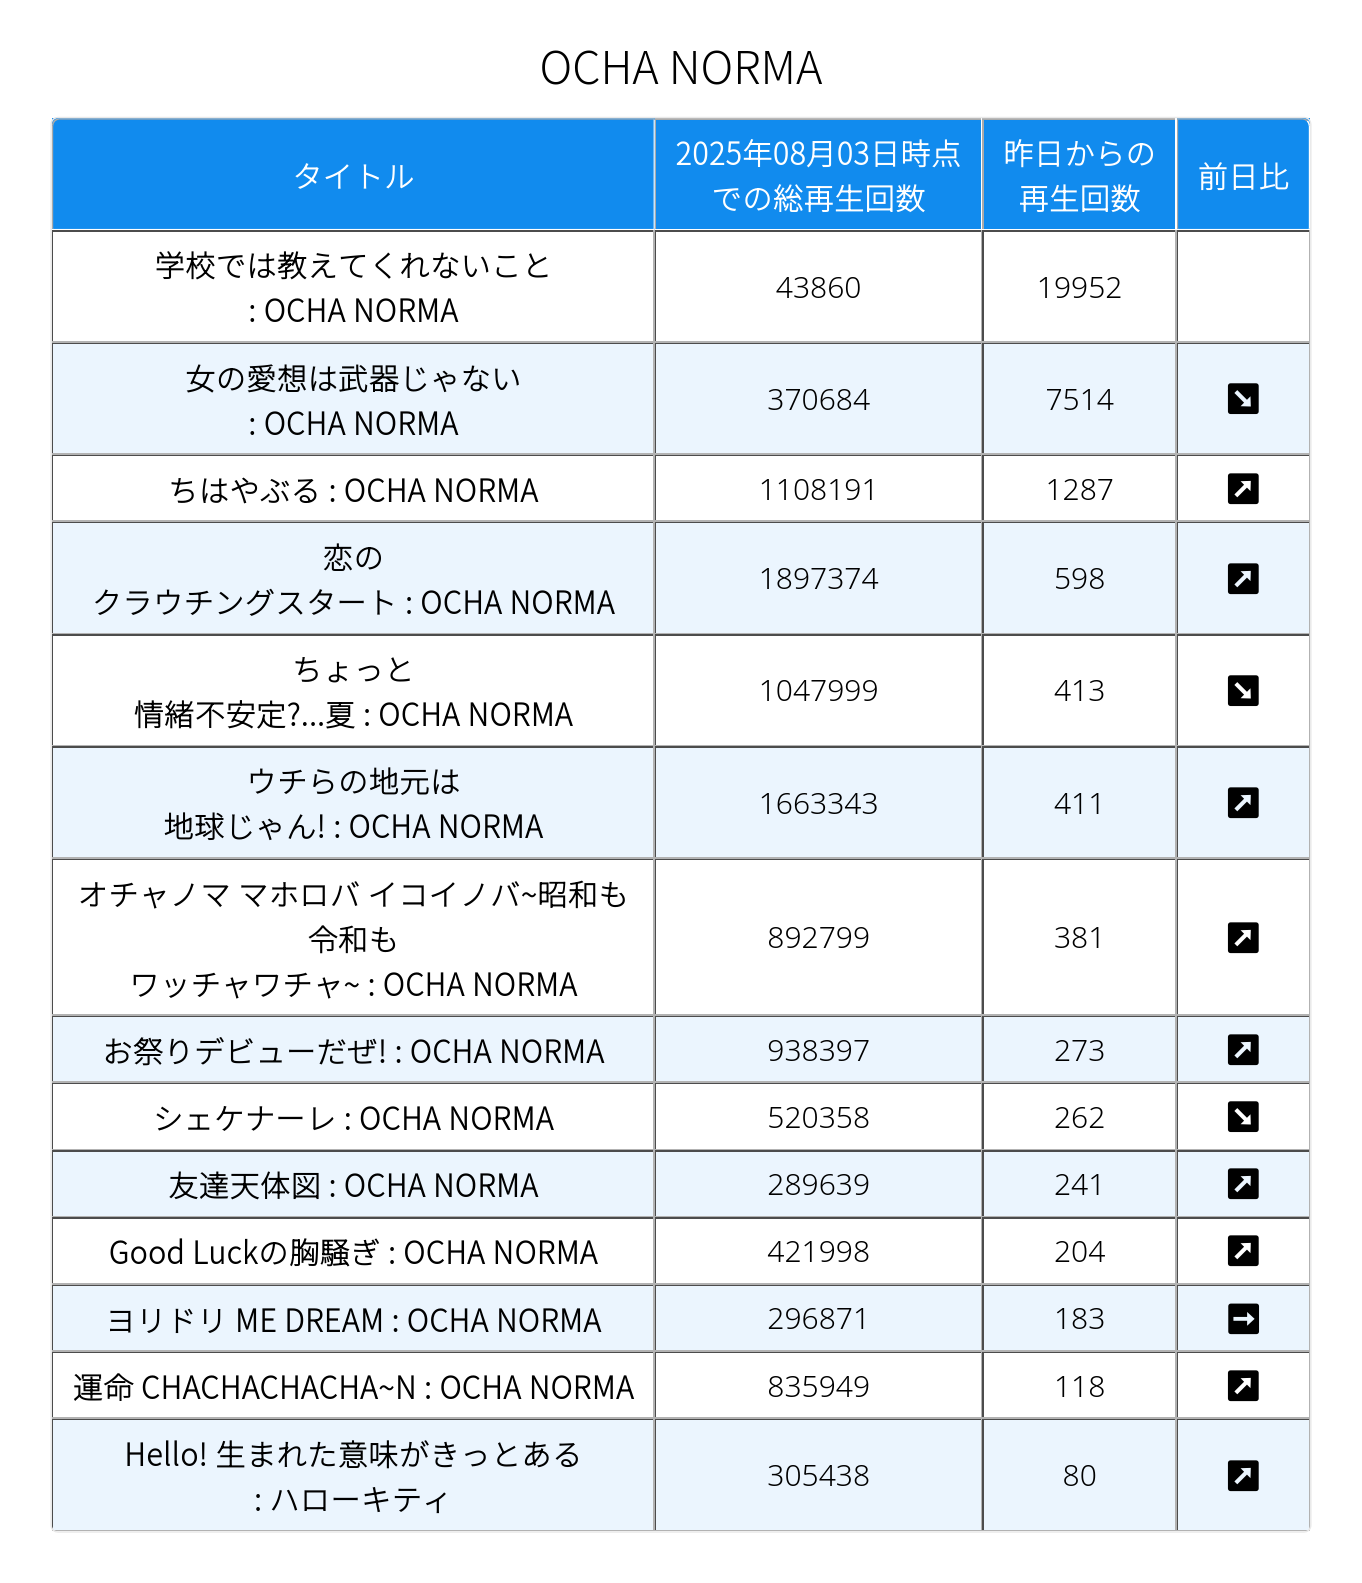 OCHA NORMA
タイトル
2025年08月03日時点
での総再生回数
昨日からの
再生回数
前日比
学校では教えてくれないこと
: OCHA NORMA
43860
19952
女の愛想は武器じゃない
: OCHA NORMA
370684
7514
ちはやぶる : OCHA NORMA
1108191
1287
恋の
クラウチングスタート : OCHA NORMA
1897374
598
ちょっと
情緒不安定?...夏 : OCHA NORMA
1047999
413
ウチらの地元は
地球じゃん! : OCHA NORMA
1663343
411
オチャノマ マホロバ イコイノバ~昭和も
令和も
ワッチャワチャ~ : OCHA NORMA
892799
381
お祭りデビューだぜ! : OCHA NORMA
938397
273
シェケナーレ : OCHA NORMA
520358
262
友達天体図 : OCHA NORMA
289639
241
Good Luckの胸騒ぎ : OCHA NORMA
421998
204
ヨリドリ ME DREAM : OCHA NORMA
296871
183
運命 CHACHACHACHA~N : OCHA NORMA
835949
118
Hello! 生まれた意味がきっとある
: ハローキティ
305438
80